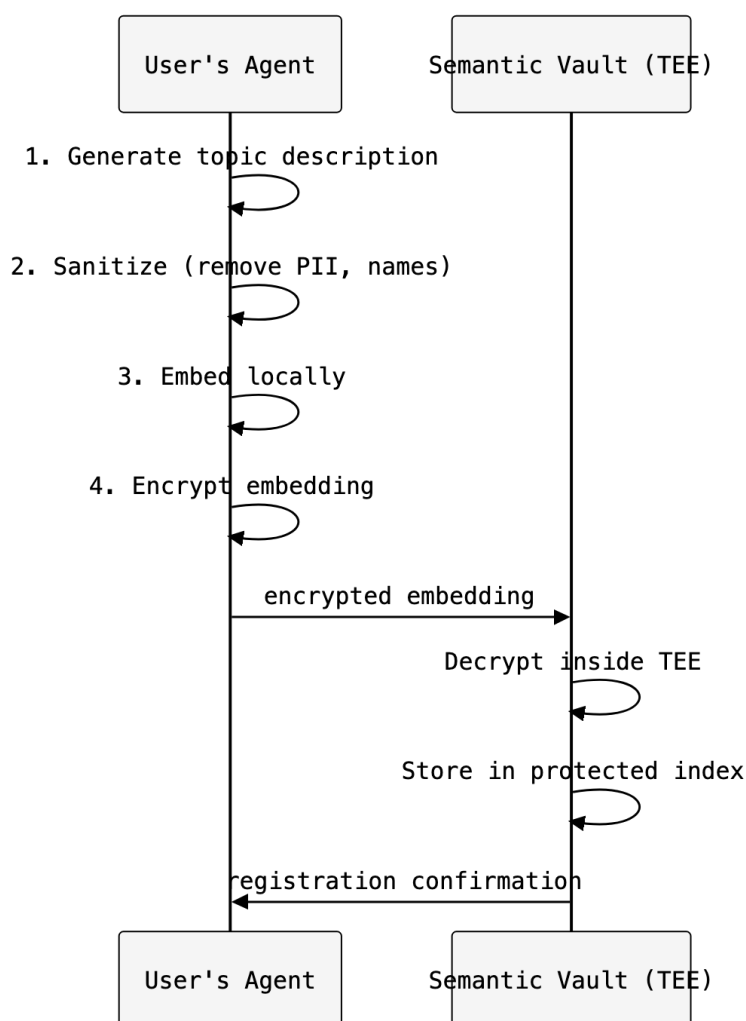 User's Agent
Semantic Vault (TEE)
1. Generate topic description
2. Sanitize (remove PII, names)
3. Embed locally
4. Encrypt embedding
encrypted embedding
Decrypt inside TEE
Store in protected index
registration confirmation
User's Agent
Semantic Vault (TEE)